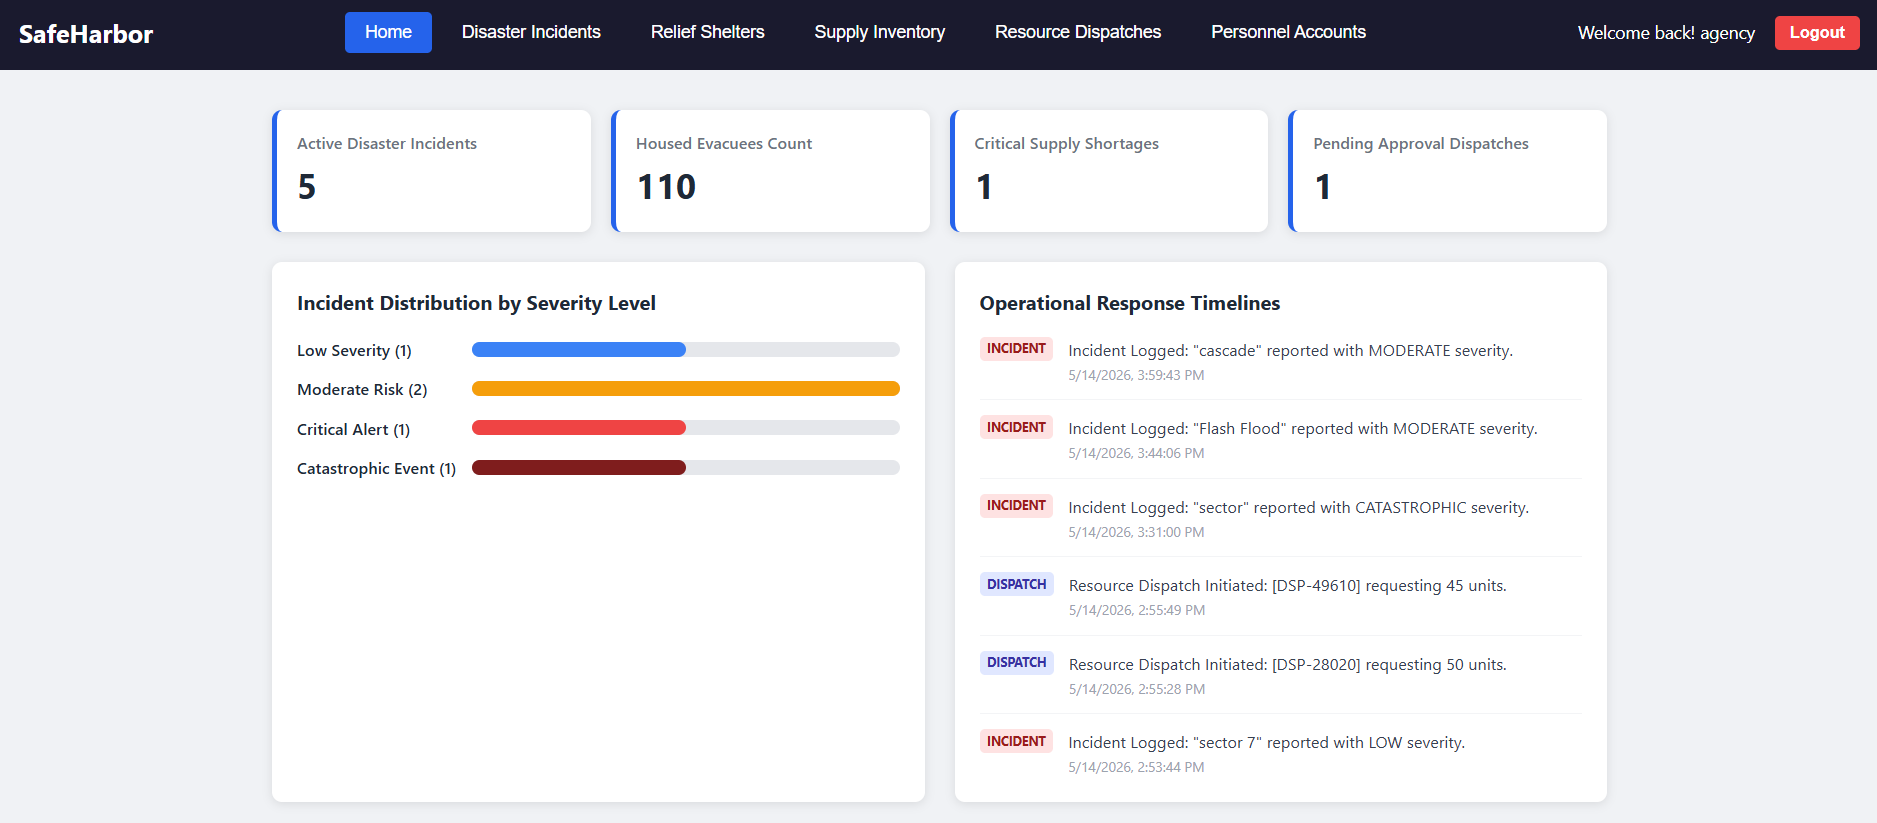 SafeHarbor
Home
Disaster Incidents
Relief Shelters
Supply Inventory
Resource Dispatches
Personnel Accounts
Welcome back! agency
Logout
Active Disaster Incidents
5
Housed Evacuees Count
110
Critical Supply Shortages
1
Pending Approval Dispatches
1
Incident Distribution by Severity Level
Low Severity (1)
Moderate Risk (2)
Critical Alert (1)
Catastrophic Event (1)
Operational Response Timelines
INCIDENT
Incident Logged: "cascade" reported with MODERATE severity.
5/14/2026, 3:59:43 PM
INCIDENT
Incident Logged: "Flash Flood" reported with MODERATE severity.
5/14/2026, 3:44:06 PM
INCIDENT
Incident Logged: "sector" reported with CATASTROPHIC severity.
5/14/2026, 3:31:00 PM
DISPATCH
Resource Dispatch Initiated: [DSP-49610] requesting 45 units.
5/14/2026, 2:55:49 PM
DISPATCH
Resource Dispatch Initiated: [DSP-28020] requesting 50 units.
5/14/2026, 2:55:28 PM
INCIDENT
Incident Logged: "sector 7" reported with LOW severity.
5/14/2026, 2:53:44 PM